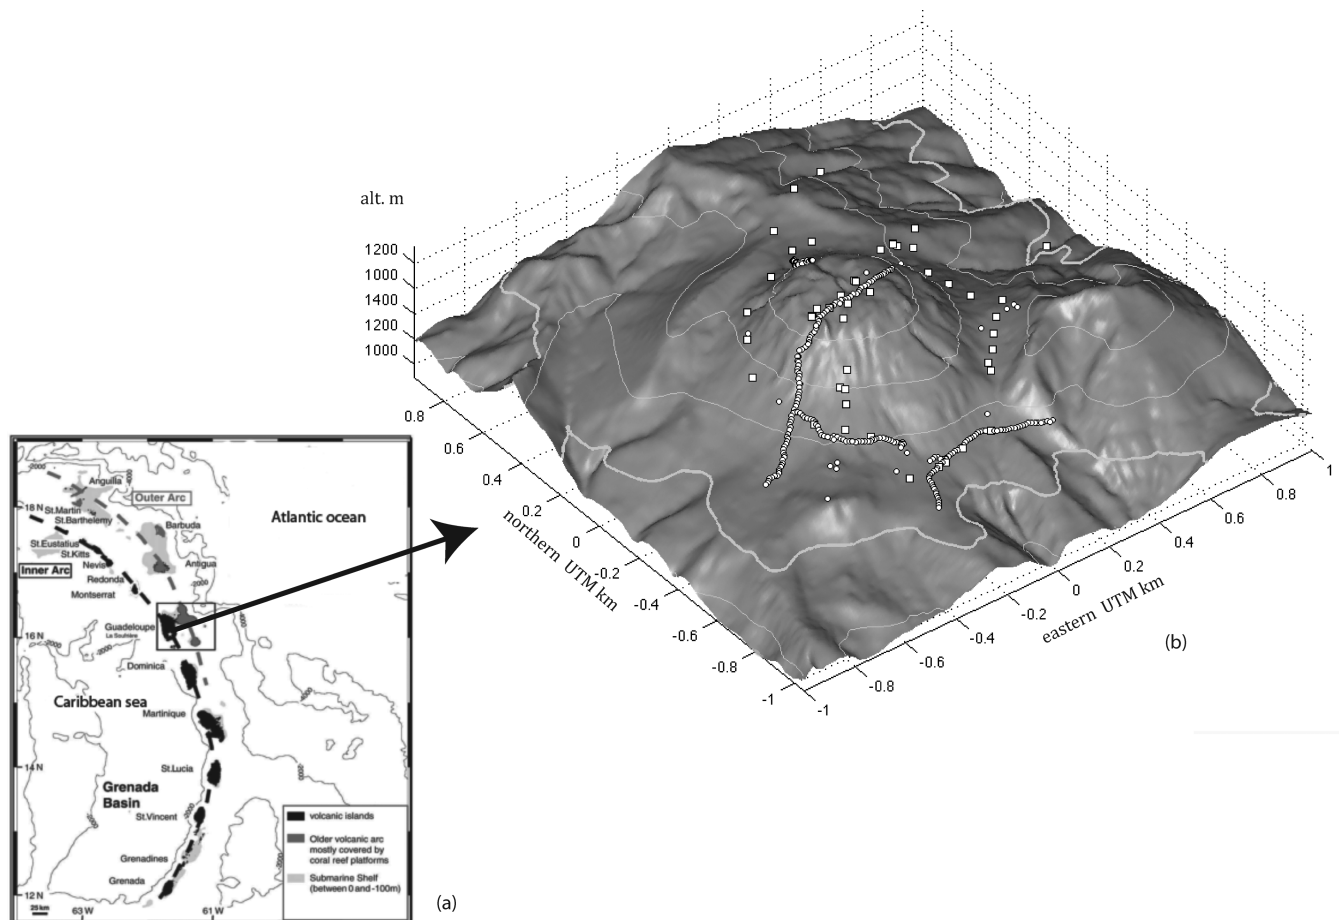 alt. m
1200
1000
1400
1200
1000
0.8
0.6
0.4
0.2
0
-0.2
-0.4
-0.6
-0.8
-1
northern UTM km
-1
-0.8
-0.6
-0.4
-0.2
0
0.2
0.4
0.6
0.8
1
eastern UTM km
(b)
-2000
Anguilla
Outer Arc
18 N
St.Martin
St.Barthelemy
Barbuda
Atlantic ocean
St.Eustatius
St.Kitts
Nevis
Antigua
Inner Arc
Redonda
-2000
Montserrat
Guadeloupe
La Soufrière
16 N
-2000
Dominica
Caribbean sea
Martinique
St.Lucia
14 N
Grenada
Basin
St.Vincent
volcanic islands
Older volcanic arc
mostly covered by
coral reef platforms
Grenadines
Submarine Shelf
(between 0 and -100m)
Grenada
12 N
25 km
63 W
61 W
(a)